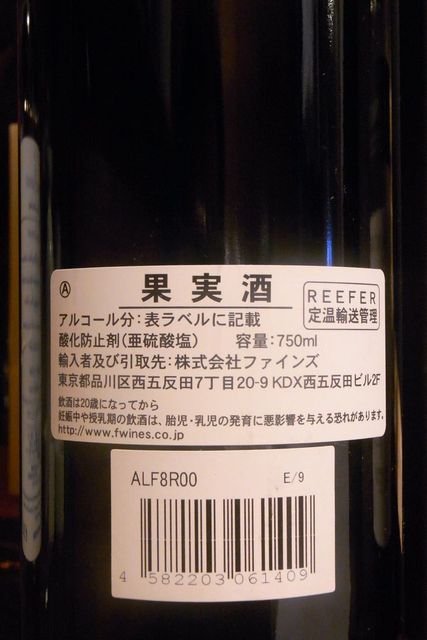 Ⓐ 果実酒
REEFER
定温輸送管理
アルコール分：表ラベルに記載
酸化防止剤（亜硫酸塩） 容量：750ml
輸入者及び引取先：株式会社ファインズ
東京都品川区西五反田7丁目20-9 KDX西五反田ビル2F
飲酒は20歳になってから
妊娠中や授乳期の飲酒は、胎児・乳児の発育に悪影響を与える恐れがあります。
http://www.fwines.co.jp
ALF8R00 E/9
4 582203 061409